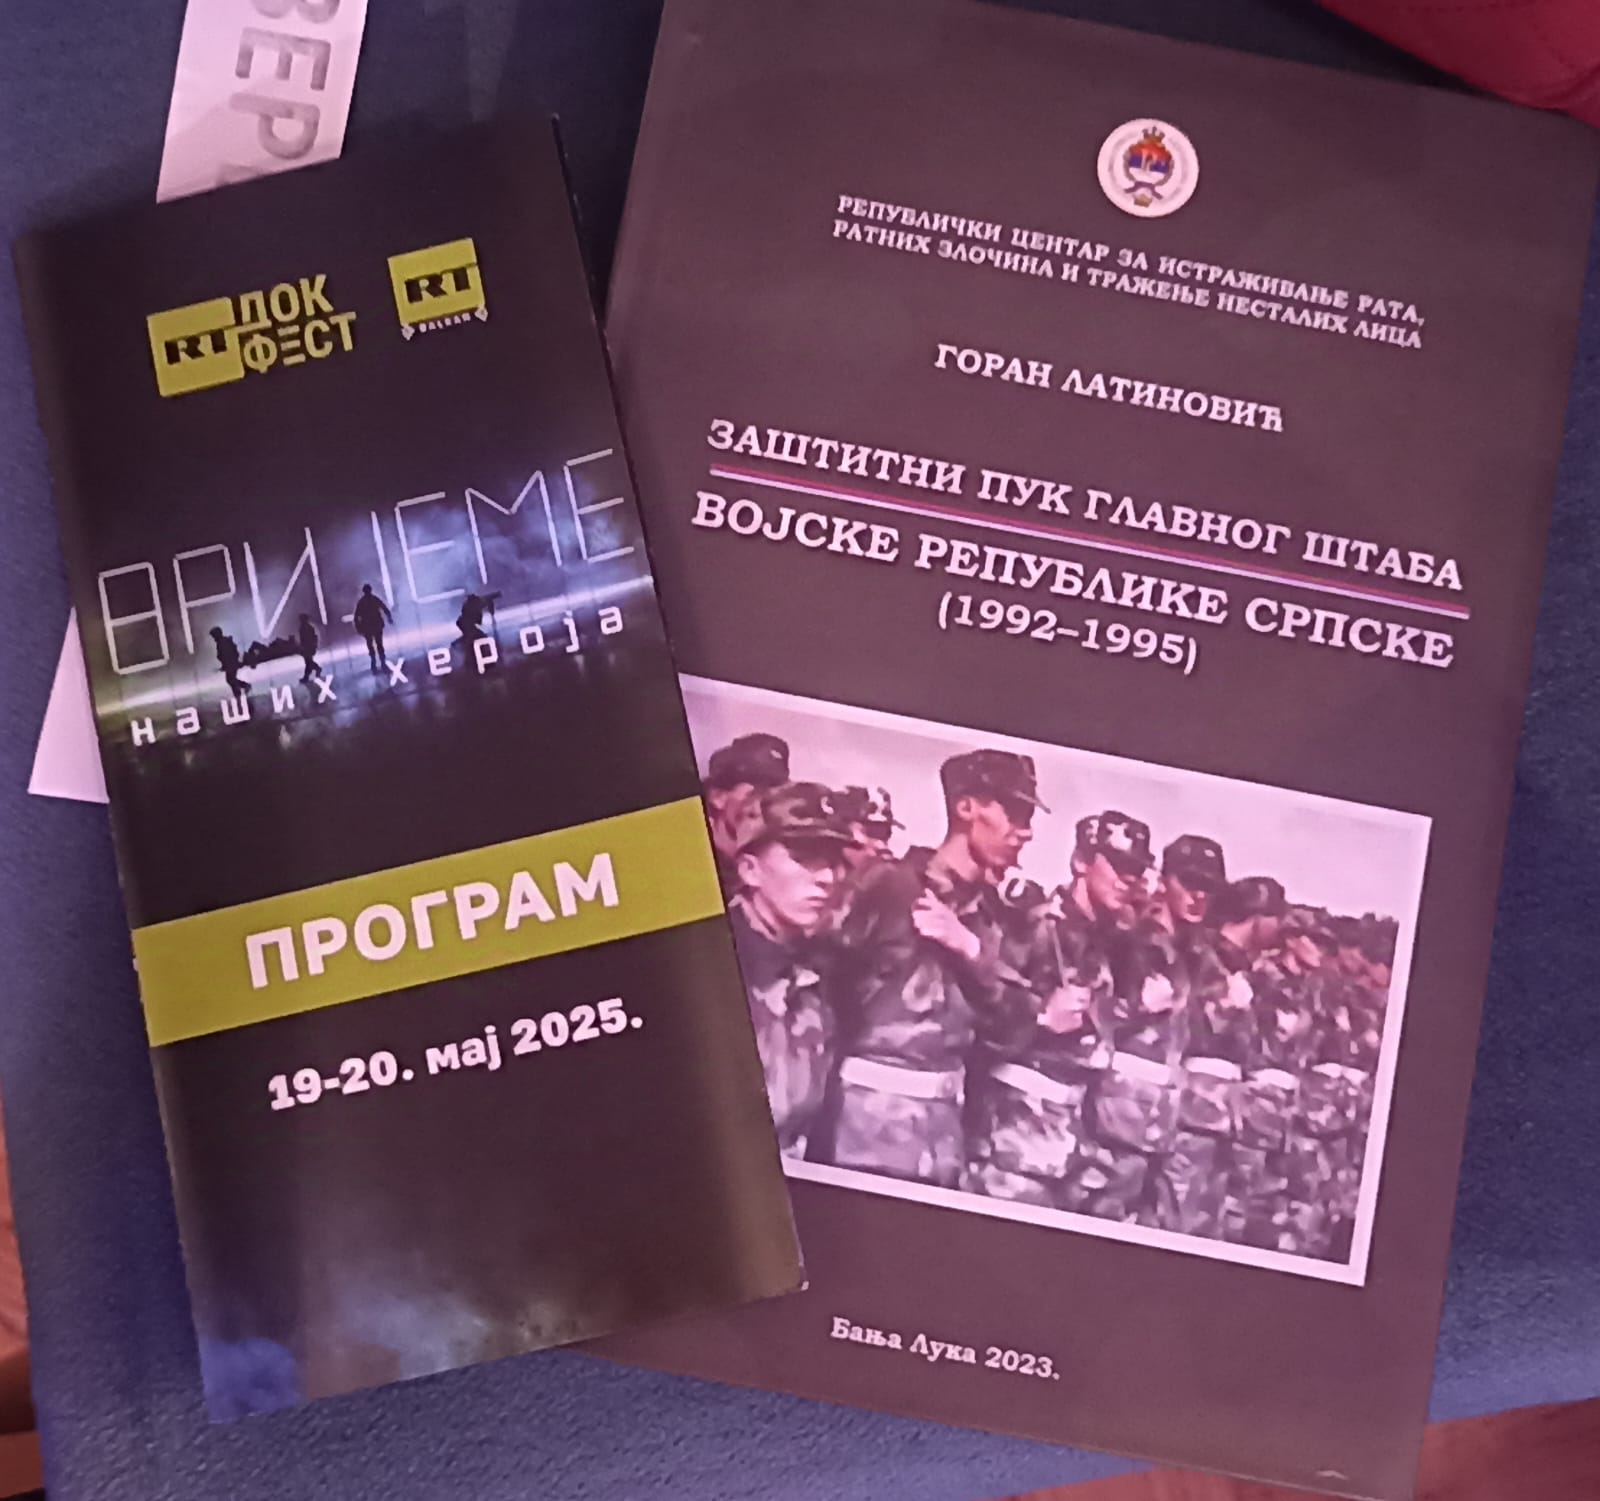 ВЕР
RT ДОК
ФЕСТ
RT
BALKAN
ВРИЈЕМЕ
наших хероја
ПРОГРАМ
19-20. мај 2025.
РЕПУБЛИЧКИ ЦЕНТАР ЗА ИСТРАЖИВАЊЕ РАТА,
РАТНИХ ЗЛОЧИНА И ТРАЖЕЊЕ НЕСТАЛИХ ЛИЦА
ГОРАН ЛАТИНОВИЋ
ЗАШТИТНИ ПУК ГЛАВНОГ ШТАБА
ВОЈСКЕ РЕПУБЛИКЕ СРПСКЕ
(1992–1995)
Бања Лука 2023.